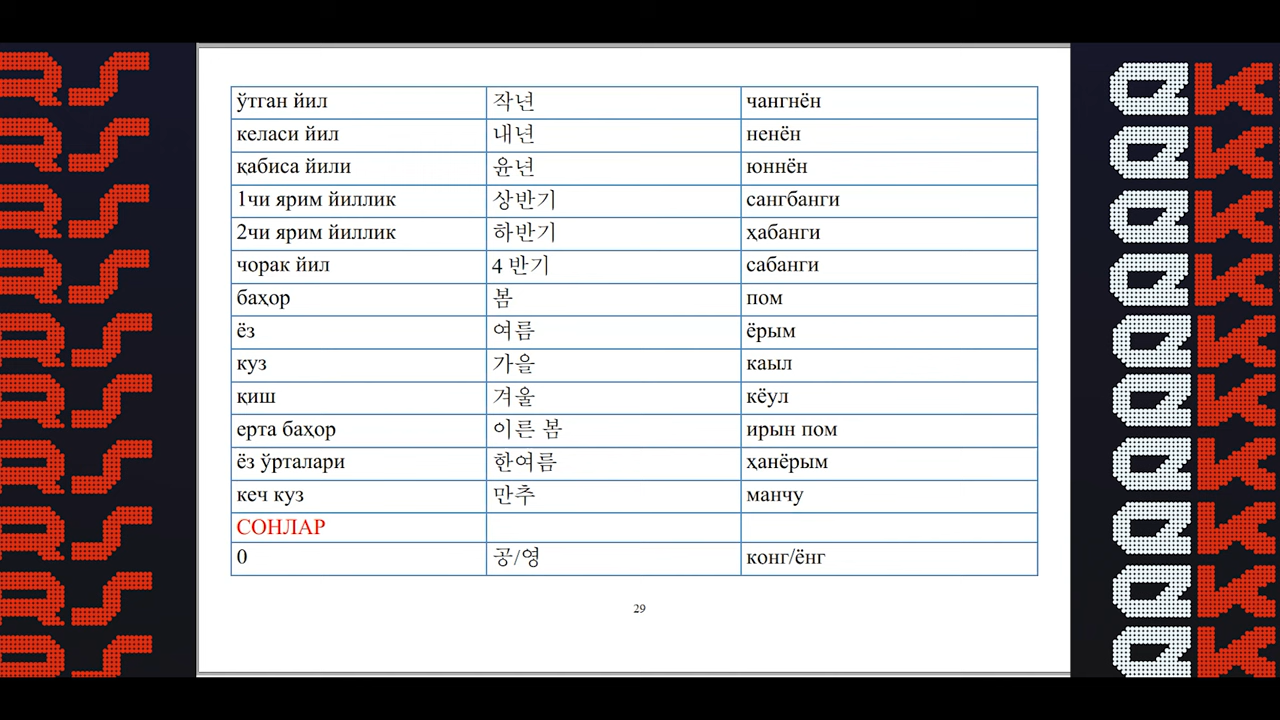 ўтган йил 작년 чангнён
келаси йил 내년 ненён
қабиса йили 윤년 юннён
1чи ярим йиллик 상반기 сангбанги
2чи ярим йиллик 하반기 ҳабанги
чорак йил 4 반기 сабанги
баҳор 봄 пом
ёз 여름 ёрым
куз 가을 каыл
қиш 겨울 кёул
ерта баҳор 이른 봄 ирын пом
ёз ўрталари 한여름 ҳанёрым
кеч куз 만추 манчу
СОНЛАР
0 공/영 конг/ёнг
29